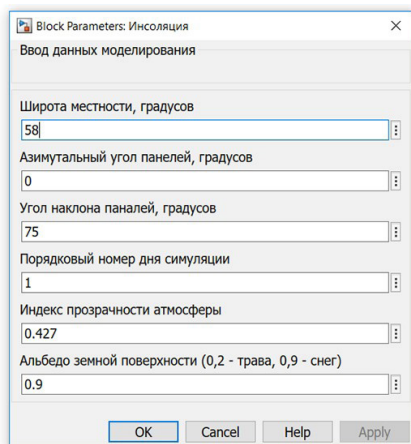 Block Parameters: Инсоляция
Ввод данных моделирования
Широта местности, градусов
58
Азимутальный угол панелей, градусов
0
Угол наклона паналей, градусов
75
Порядковый номер дня симуляции
1
Индекс прозрачности атмосферы
0.427
Альбедо земной поверхности (0,2 - трава, 0,9 - снег)
0.9
OK Cancel Help Apply